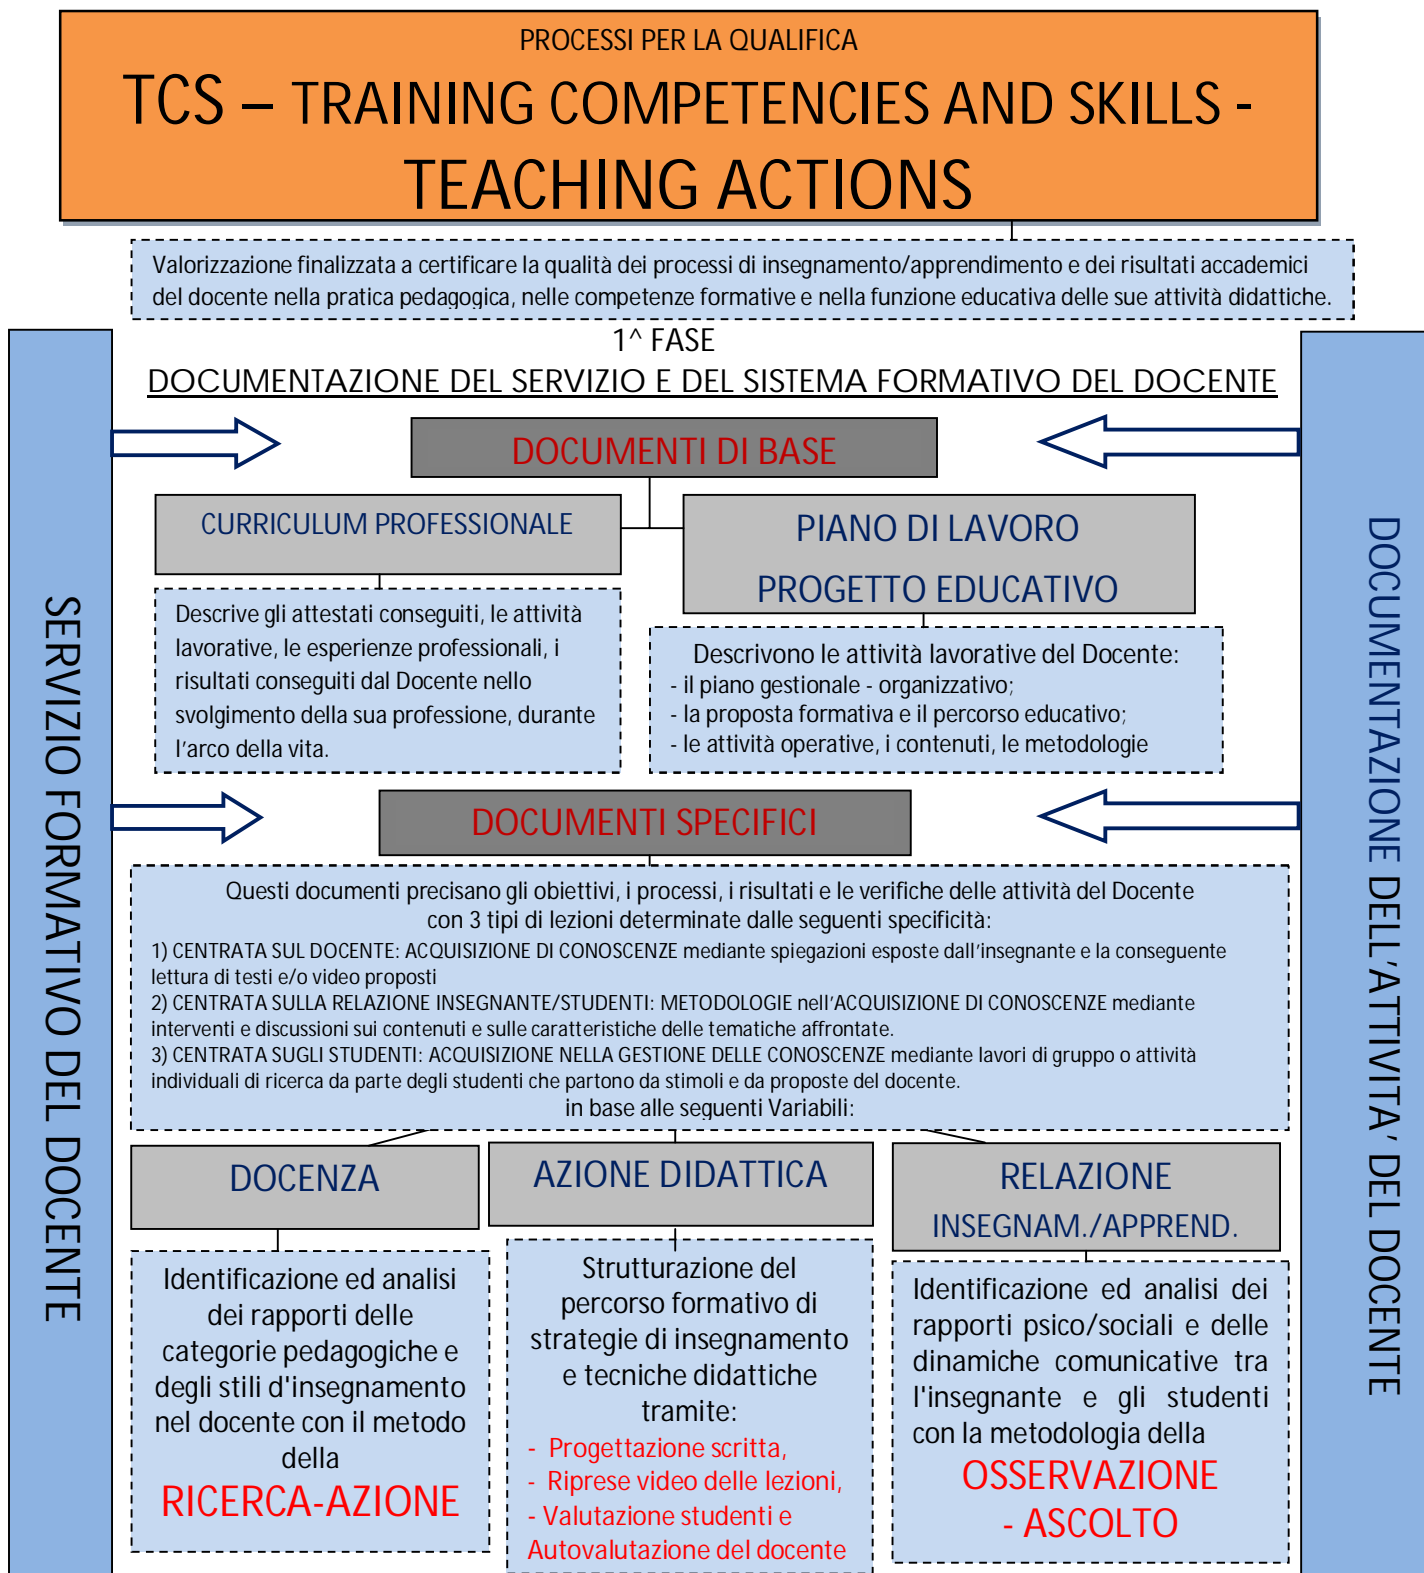 PROCESSI PER LA QUALIFICA
TCS – TRAINING COMPETENCIES AND SKILLS -
TEACHING ACTIONS
Valorizzazione finalizzata a certificare la qualità dei processi di insegnamento/apprendimento e dei risultati accademici
del docente nella pratica pedagogica, nelle competenze formative e nella funzione educativa delle sue attività didattiche.
1^ FASE
DOCUMENTAZIONE DEL SERVIZIO E DEL SISTEMA FORMATIVO DEL DOCENTE
SERVIZIO FORMATIVO DEL DOCENTE
DOCUMENTAZIONE DELL'ATTIVITA' DEL DOCENTE
DOCUMENTI DI BASE
CURRICULUM PROFESSIONALE
Descrive gli attestati conseguiti, le attività
lavorative, le esperienze professionali, i
risultati conseguiti dal Docente nello
svolgimento della sua professione, durante
l'arco della vita.
PIANO DI LAVORO
PROGETTO EDUCATIVO
Descrivono le attività lavorative del Docente:
- il piano gestionale - organizzativo;
- la proposta formativa e il percorso educativo;
- le attività operative, i contenuti, le metodologie
DOCUMENTI SPECIFICI
Questi documenti precisano gli obiettivi, i processi, i risultati e le verifiche delle attività del Docente
con 3 tipi di lezioni determinate dalle seguenti specificità:
1) CENTRATA SUL DOCENTE: ACQUISIZIONE DI CONOSCENZE mediante spiegazioni esposte dall'insegnante e la conseguente
lettura di testi e/o video proposti
2) CENTRATA SULLA RELAZIONE INSEGNANTE/STUDENTI: METODOLOGIE nell'ACQUISIZIONE DI CONOSCENZE mediante
interventi e discussioni sui contenuti e sulle caratteristiche delle tematiche affrontate.
3) CENTRATA SUGLI STUDENTI: ACQUISIZIONE NELLA GESTIONE DELLE CONOSCENZE mediante lavori di gruppo o attività
individuali di ricerca da parte degli studenti che partono da stimoli e da proposte del docente.
in base alle seguenti Variabili:
DOCENZA
Identificazione ed analisi
dei rapporti delle
categorie pedagogiche e
degli stili d'insegnamento
nel docente con il metodo
della
RICERCA-AZIONE
AZIONE DIDATTICA
Strutturazione del
percorso formativo di
strategie di insegnamento
e tecniche didattiche
tramite:
- Progettazione scritta,
- Riprese video delle lezioni,
- Valutazione studenti e
Autovalutazione del docente
RELAZIONE
INSEGNAM./APPREND.
Identificazione ed analisi dei
rapporti psico/sociali e delle
dinamiche comunicative tra
l'insegnante e gli studenti
con la metodologia della
OSSERVAZIONE
- ASCOLTO